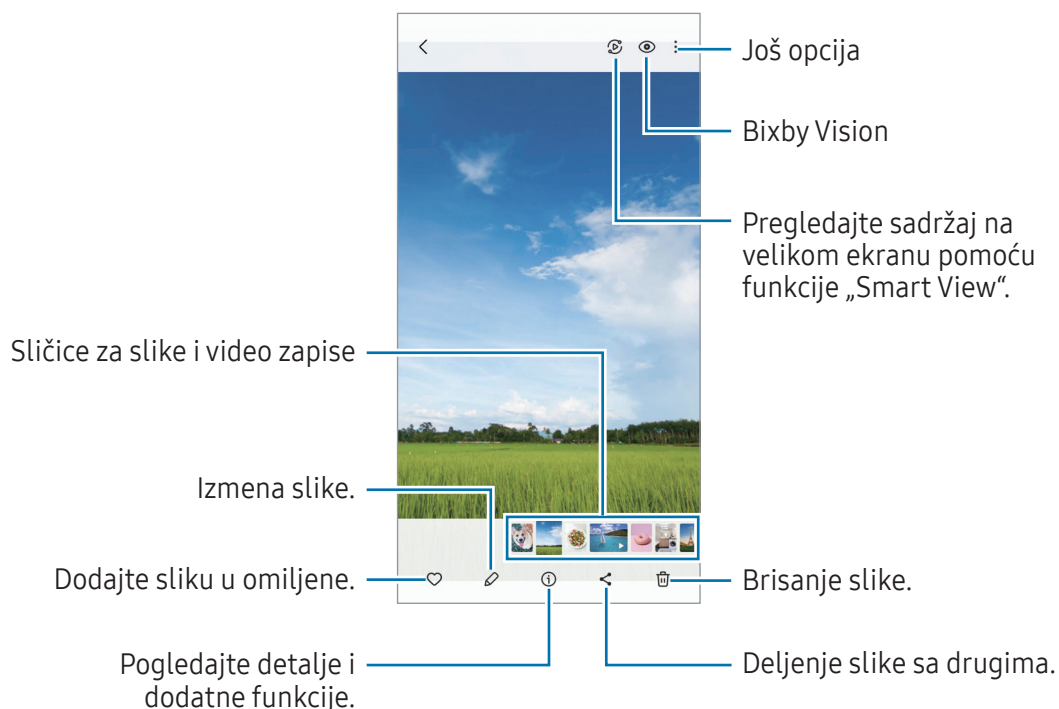 Još opcija
Bixby Vision
Pregledajte sadržaj na
velikom ekranu pomoću
funkcije „Smart View“.
Sličice za slike i video zapise
Izmena slike.
Dodajte sliku u omiljene.
Brisanje slike.
Pogledajte detalje i
dodatne funkcije.
Deljenje slike sa drugima.